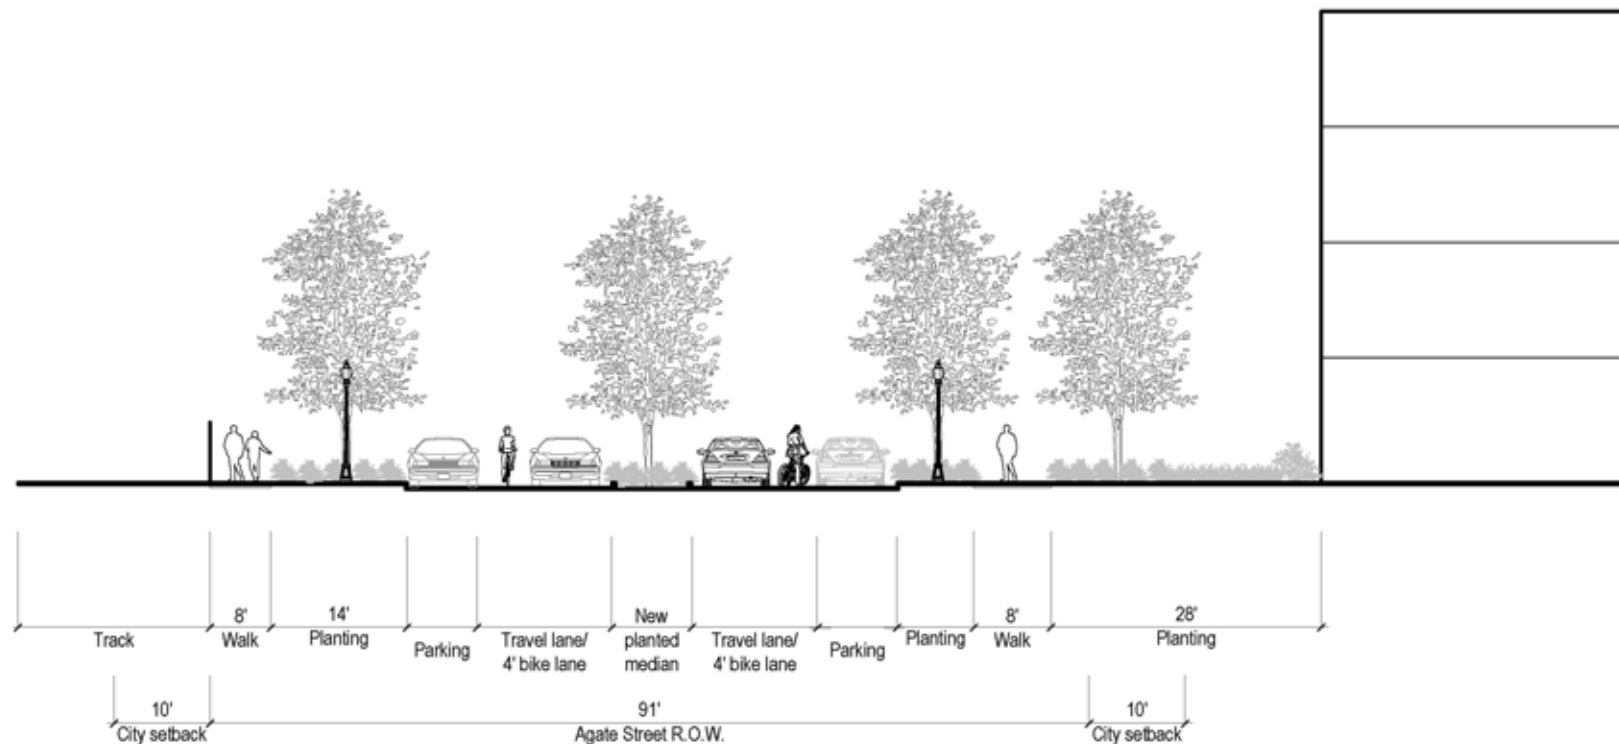 8' 14' New 8' 28'
Track Walk Planting Parking Travel lane/ planted Travel lane/ Parking Planting Walk Planting
4' bike lane median 4' bike lane
10' 91' 10'
City setback Agate Street R.O.W. City setback